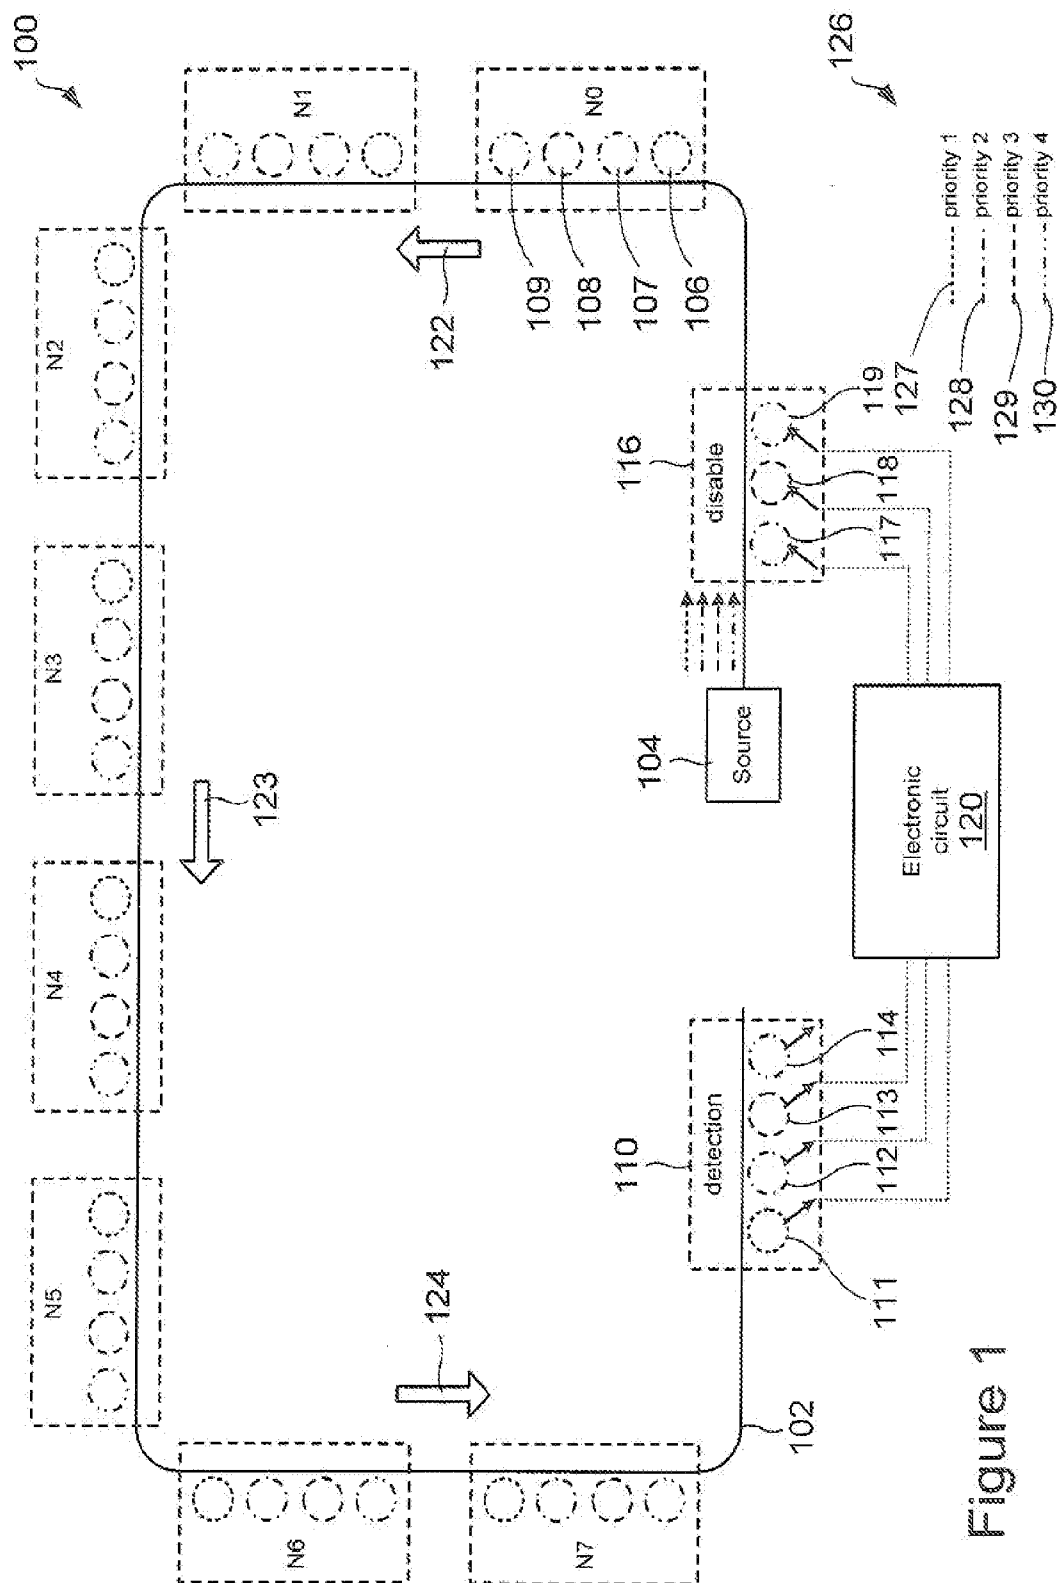 100
N1
N0
N2
N3
N4
N5
N6
N7
122
123
124
109
108
107
106
116
disable
117
118
119
104
Source
110
detection
111
112
113
114
102
Electronic
circuit
120
126
127
priority 1
128
priority 2
129
priority 3
130
priority 4
Figure 1